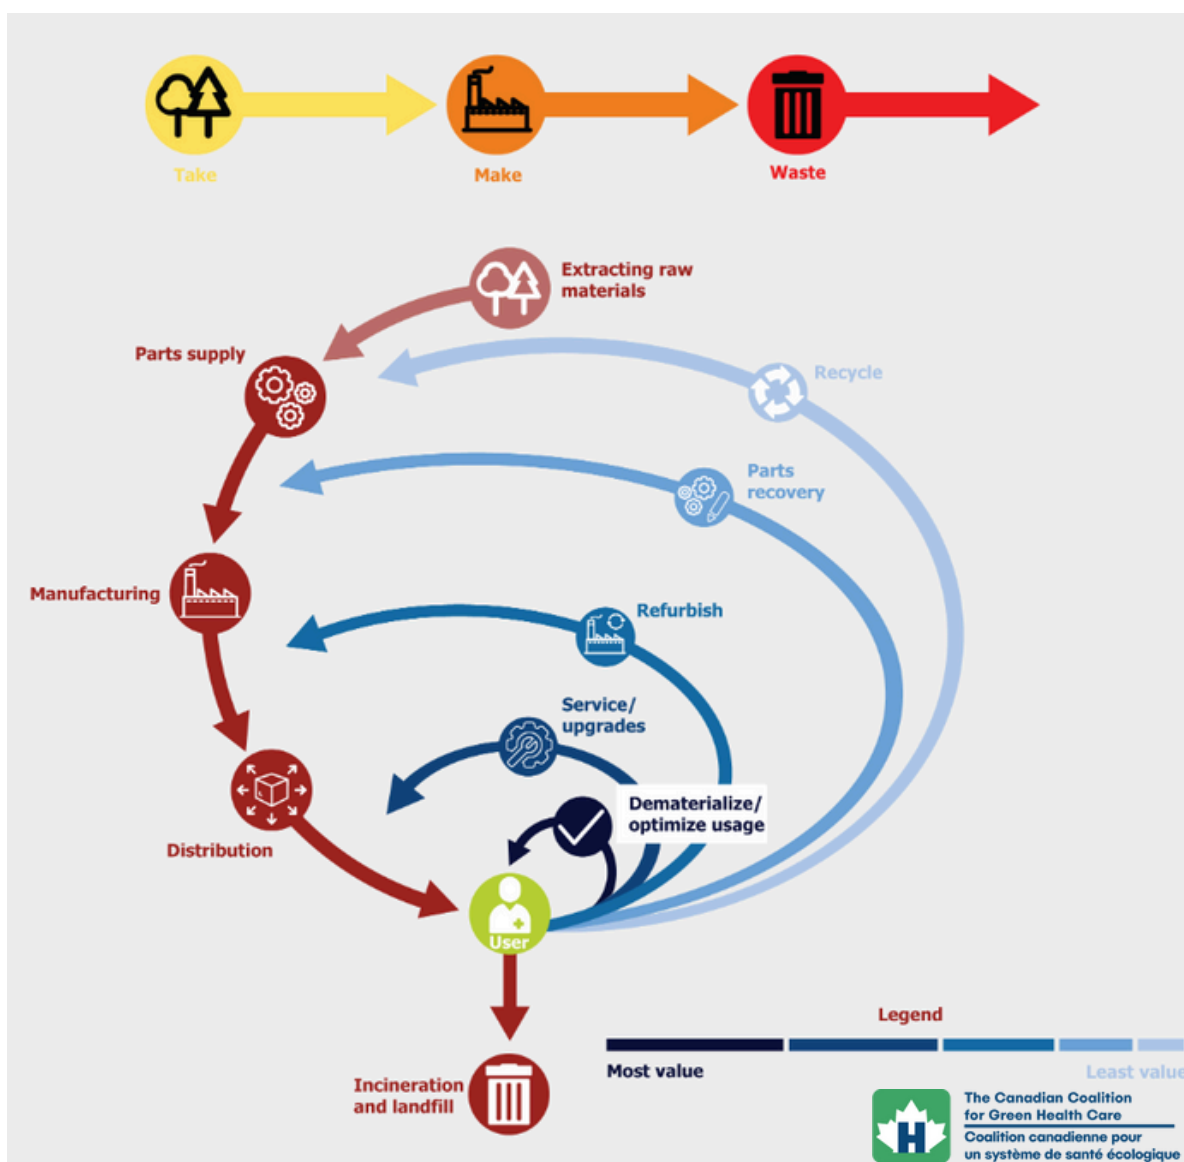 Take
Make
Waste
Extracting raw
materials
Parts supply
Recycle
Parts
recovery
Manufacturing
Refurbish
Service/
upgrades
Dematerialize/
optimize usage
Distribution
User
Legend
Most value
Least value
Incineration
and landfill
H
The Canadian Coalition
for Green Health Care
Coalition canadienne pour
un système de santé écologique